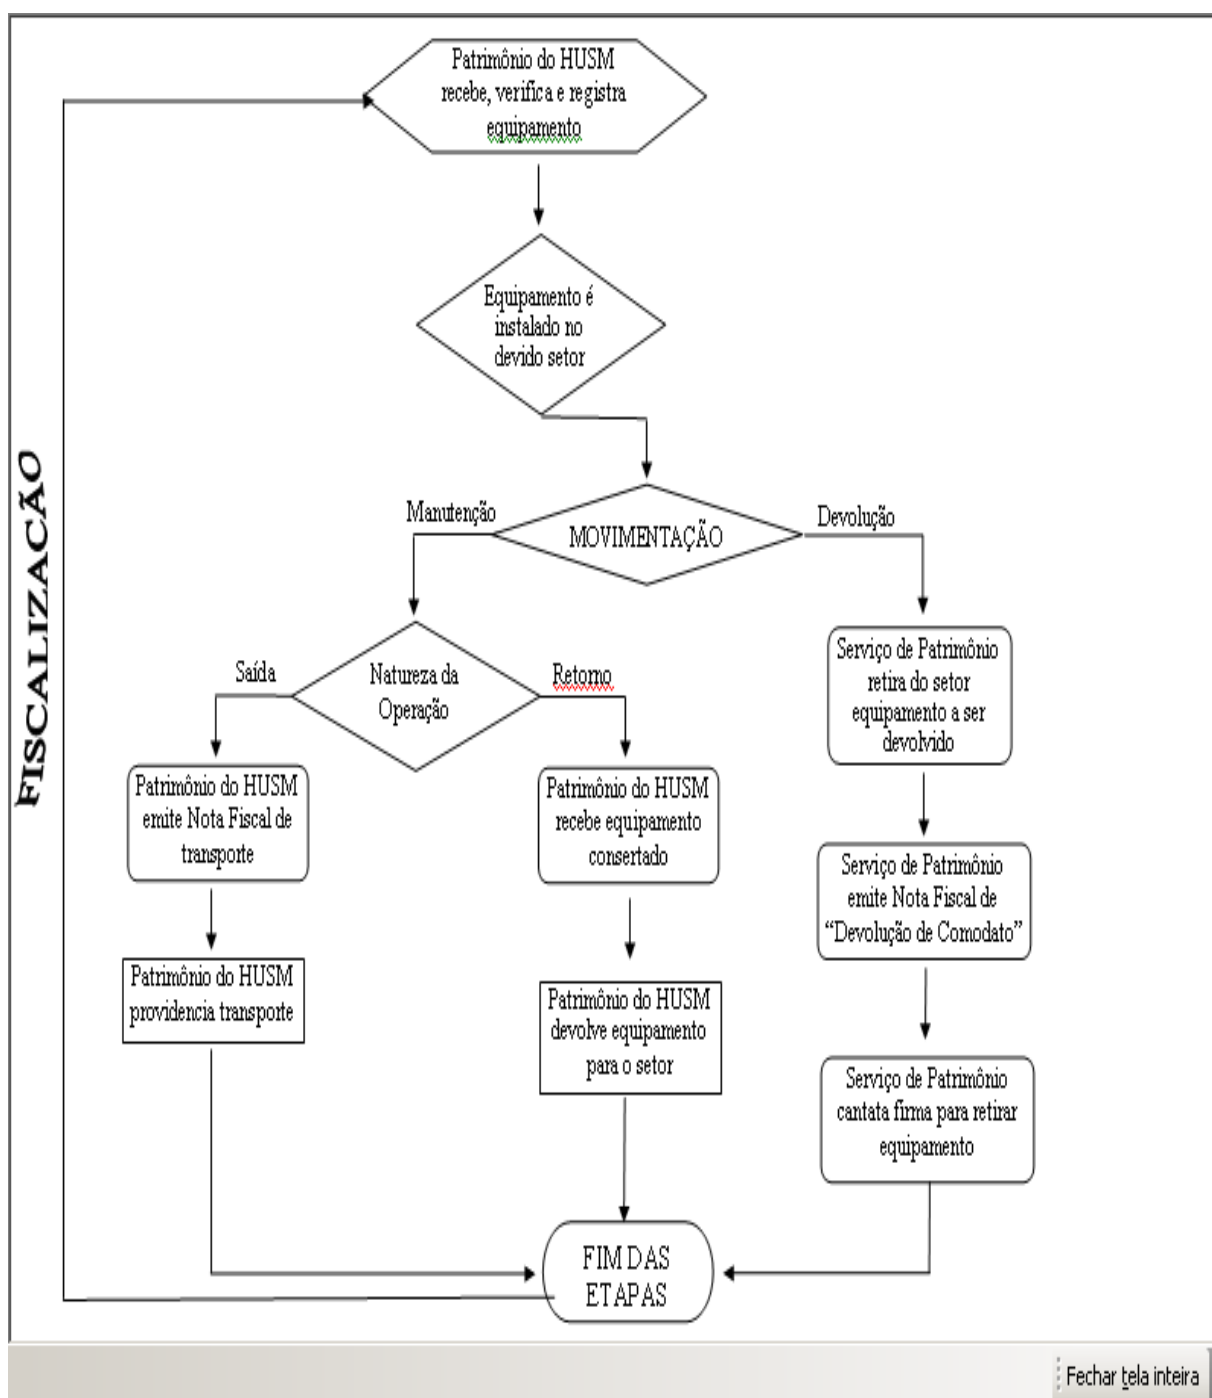 Patrimônio do HUSM
recebe, verifica e registra
equipamento
Equipamento é
instalado no
devido setor
FISCALIZACÃO
Manutenção
MOVIMENTAÇÃO
Devolução
Saída
Natureza da
Operação
Retorno
Serviço de Patrimônio
retira do setor
equipamento a ser
devolvido
Patrimônio do HUSM
emite Nota Fiscal de
transporte
Patrimônio do HUSM
recebe equipamento
consertado
Serviço de Patrimônio
emite Nota Fiscal de
“Devolução de Comodato”
Patrimônio do HUSM
providencia transporte
Patrimônio do HUSM
devolve equipamento
para o setor
Serviço de Patrimônio
cantata firma para retirar
equipamento
FIM DAS
ETAPAS
Fechar tela inteira